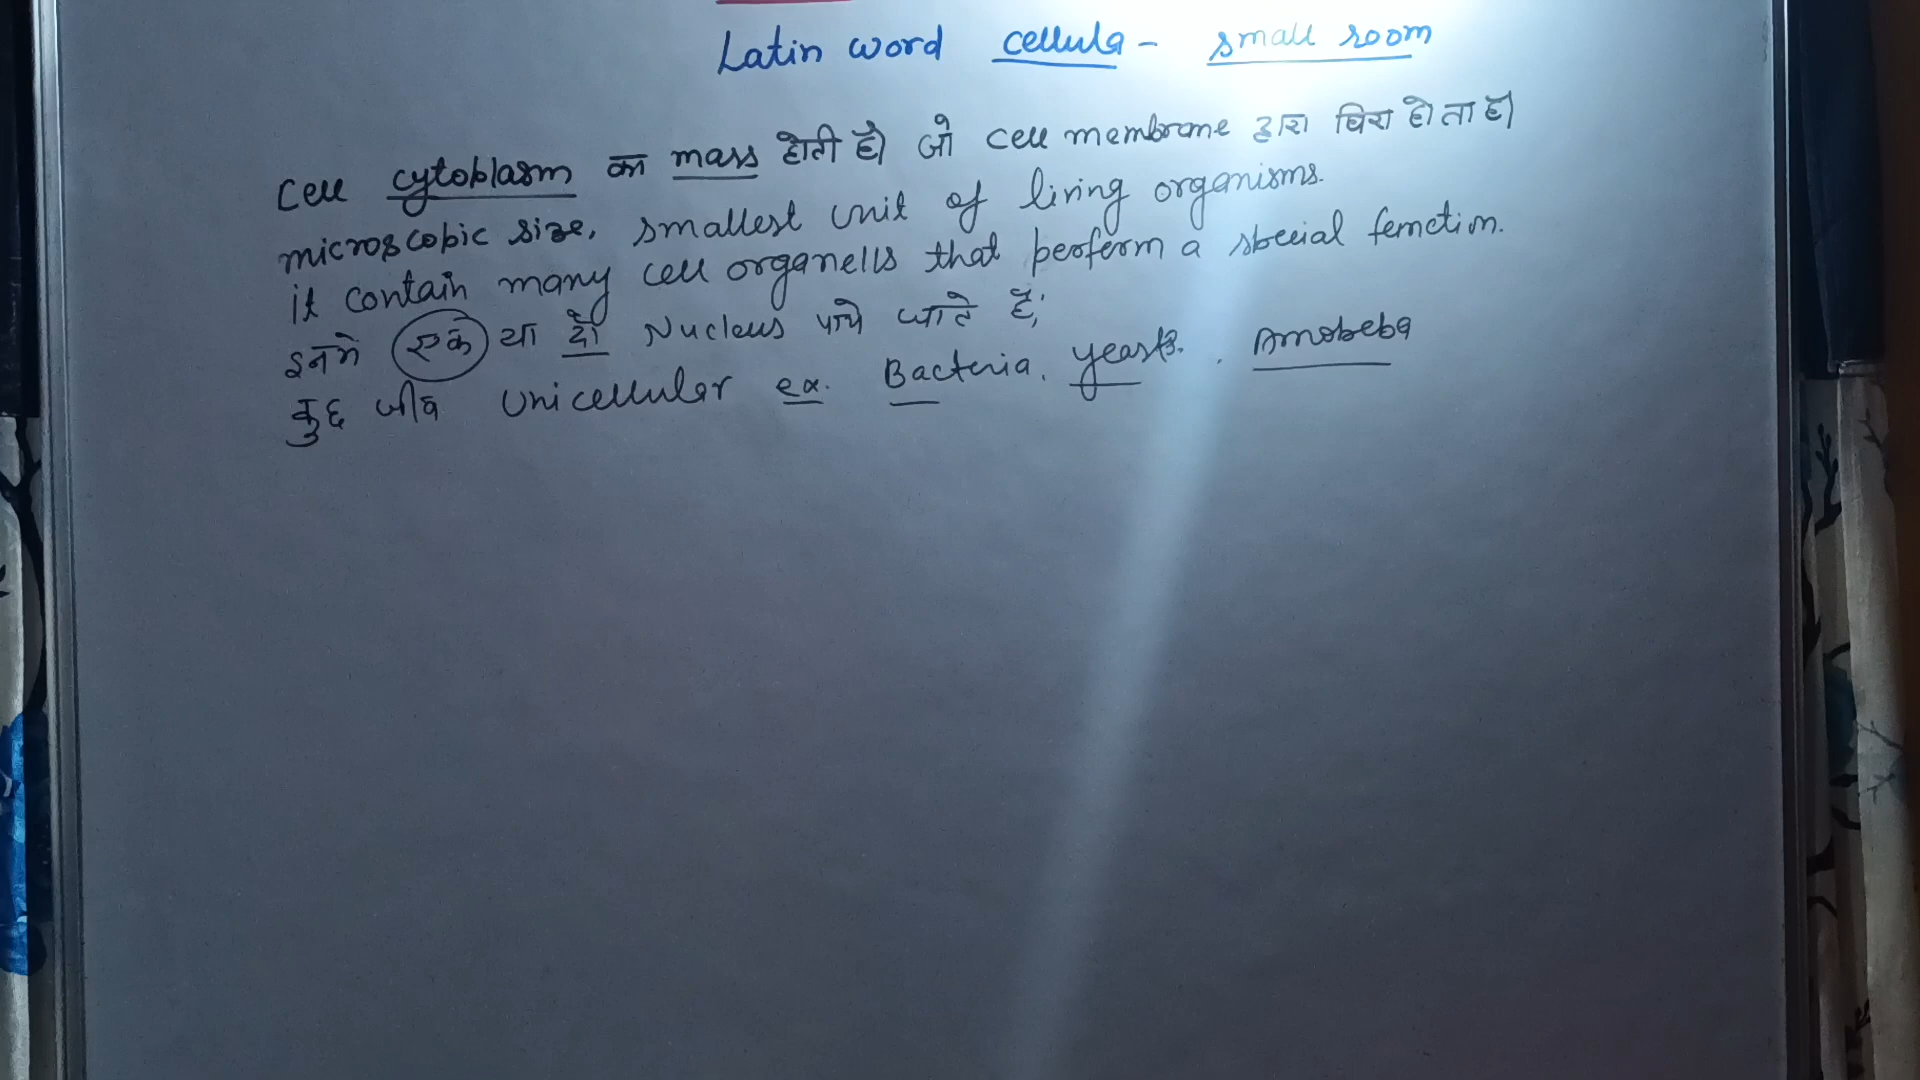 Latin word cellula - small room
Cell cytoplasm का mass होती है। जो cell membrane द्वारा घिरा होता है।
microscopic size, smallest unit of living organisms.
it contain many cell organells that perform a special function.
इनमे एक या दो Nucleus पाये जाते है;
कुछ जीव Unicellular ex. Bacteria, yeast, Amobeba